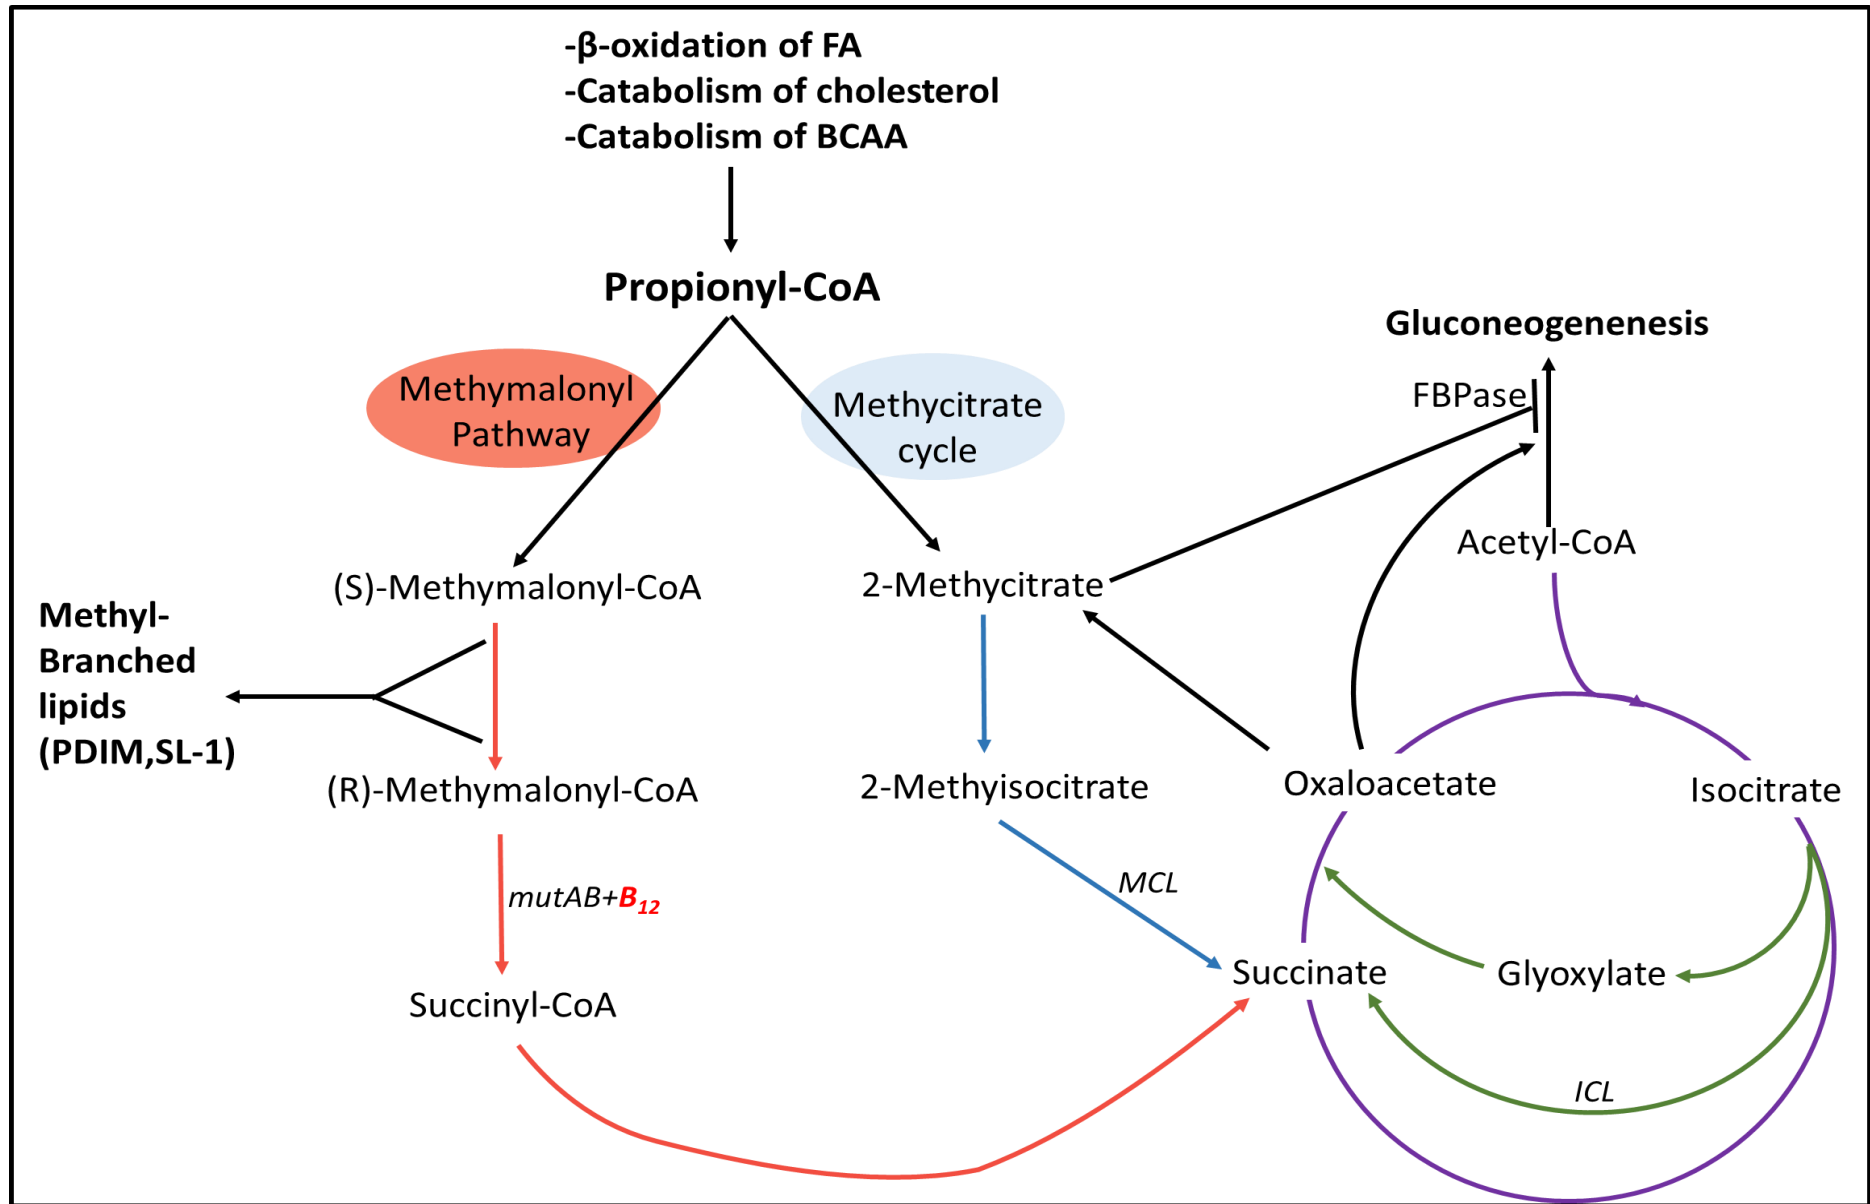 -β-oxidation of FA
-Catabolism of cholesterol
-Catabolism of BCAA
Propionyl-CoA
Gluconeogenenesis
Methymalonyl
Pathway
Methycitrate
cycle
FBPase
Acetyl-CoA
(S)-Methymalonyl-CoA
2-Methycitrate
Methyl-
Branched
lipids
(PDIM,SL-1)
(R)-Methymalonyl-CoA
2-Methyisocitrate
Oxaloacetate
Isocitrate
mutAB+B12
MCL
Succinate
Glyoxylate
Succinyl-CoA
ICL